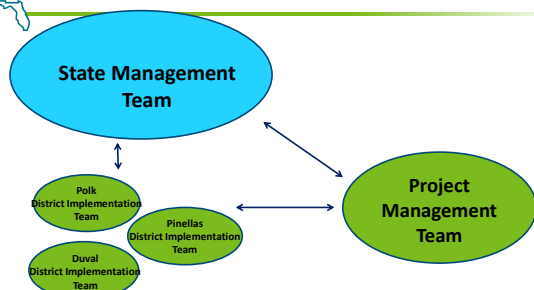 State Management
Team
Polk
District Implementation
Team
Pinellas
District Implementation
Team
Duval
District Implementation
Team
Project
Management
Team